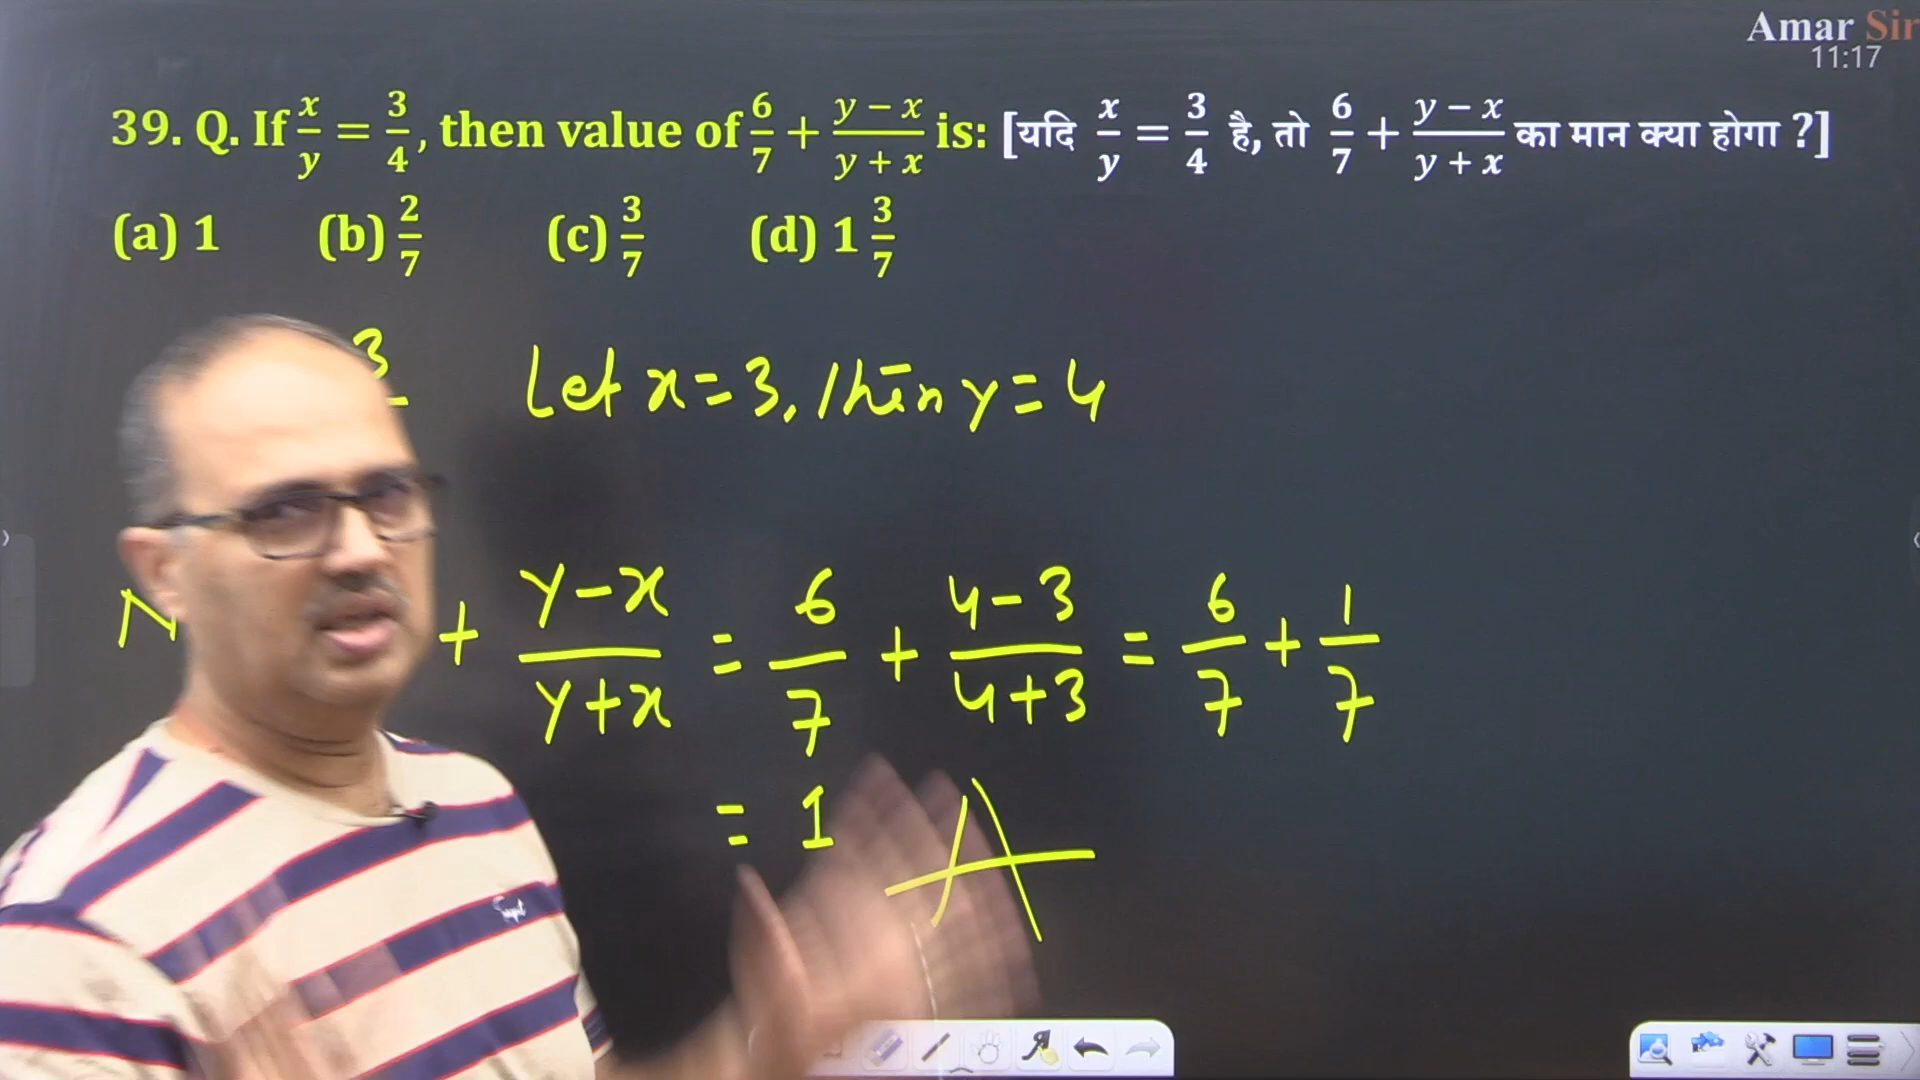 Amar Sir
11:17
39. Q. If x/y = 3/4, then value of 6/7 + (y − x)/(y + x) is: [यदि x/y = 3/4 है, तो 6/7 + (y − x)/(y + x) का मान क्या होगा ?]
(a) 1 (b) 2/7 (c) 3/7 (d) 1 3/7
3 Let x = 3, then y = 4
N + (y − x)/(y + x) = 6/7 + (4 − 3)/(4 + 3) = 6/7 + 1/7
= 1 A